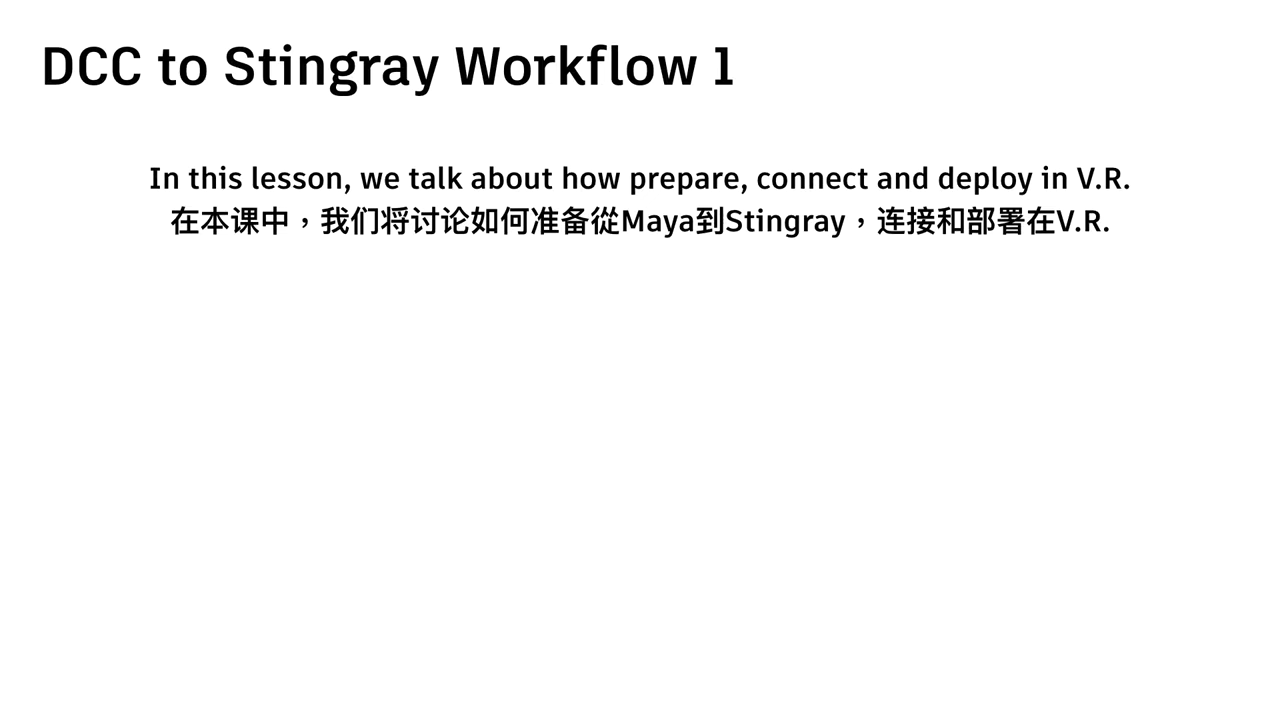 DCC to Stingray Workflow 1
In this lesson, we talk about how prepare, connect and deploy in V.R.
在本课中，我们将讨论如何准备從Maya到Stingray，连接和部署在V.R.